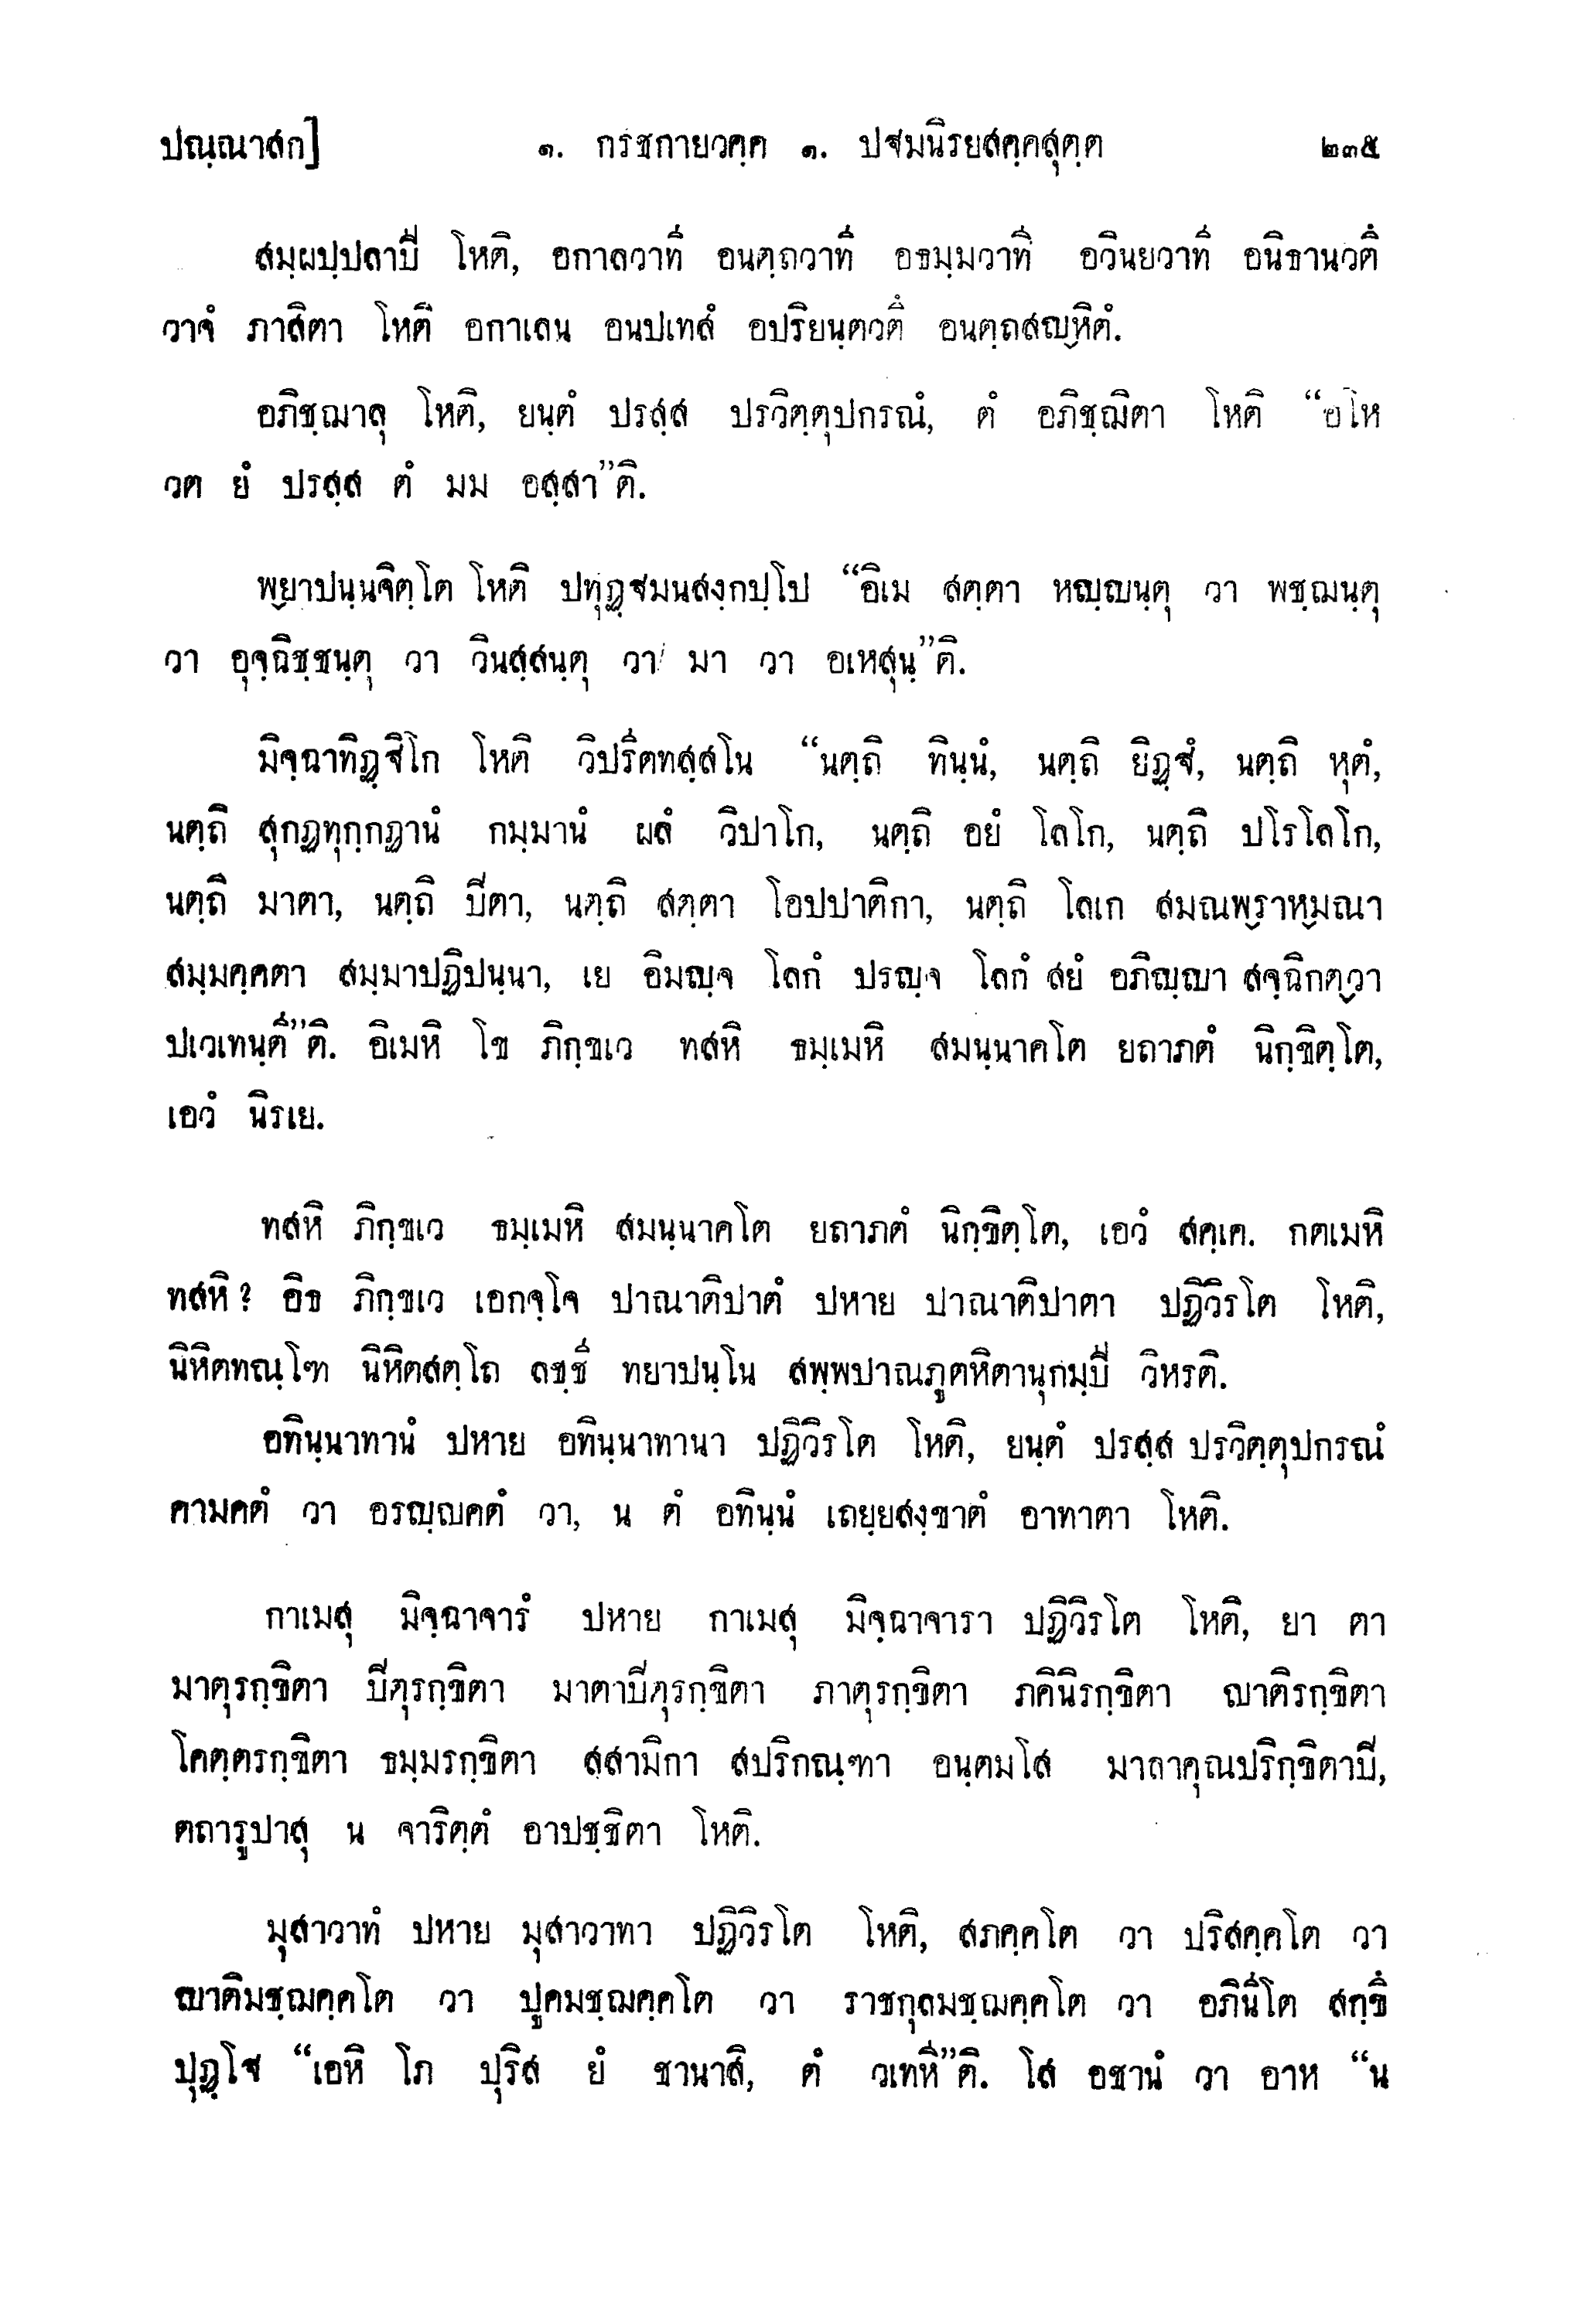 ปณฺณาสก] ๑. กรชกายวคฺค ๑. ปฐมนิรยสคฺคสุตฺต ๒๓๕
สมฺผปฺปลาปี โหติ, อกาลวาที อนตฺถวาที อธมฺมวาที อวินยวาที อนิธานวตึ
วาจํ ภาสิตา โหติ อกาเลน อนปเทสํ อปริยนฺตวตึ อนตฺถสญฺหิตํ.
อภิชฺฌาลุ โหติ, ยนฺตํ ปรสฺส ปรวิตฺตุปกรณํ, ตํ อภิชฺฌิตา โหติ “อโห
วต ยํ ปรสฺส ตํ มม อสฺสา”ติ.
พฺยาปนฺนจิตฺโต โหติ ปทุฏฺฐมนสงฺกปฺโป “อิเม สตฺตา หญฺญนฺตุ วา พชฺฌนฺตุ
วา อุจฺฉิชฺชนฺตุ วา วินสฺสนฺตุ วา มา วา อเหสุนฺ”ติ.
มิจฺฉาทิฏฺฐิโก โหติ วิปรีตทสฺสโน “นตฺถิ ทินฺนํ, นตฺถิ ยิฏฺฐํ, นตฺถิ หุตํ,
นตฺถิ สุกฏทุกฺกฏานํ กมฺมานํ ผลํ วิปาโก, นตฺถิ อยํ โลโก, นตฺถิ ปโรโลโก,
นตฺถิ มาตา, นตฺถิ ปีตา, นตฺถิ สตฺตา โอปปาติกา, นตฺถิ โลเก สมณพฺราหฺมณา
สมฺมคฺคตา สมฺมาปฏิปนฺนา, เย อิมญฺจ โลกํ ปรญฺจ โลกํ สยํ อภิญฺญา สจฺฉิกตฺวา
ปเวเทนฺตี”ติ. อิเมหิ โข ภิกฺขเว ทสหิ ธมฺเมหิ สมนฺนาคโต ยถาภตํ นิกฺขิตฺโต,
เอวํ นิรเย.
ทสหิ ภิกฺขเว ธมฺเมหิ สมนฺนาคโต ยถาภตํ นิกฺขิตฺโต, เอวํ สคฺเค. กตเมหิ
ทสหิ? อิธ ภิกฺขเว เอกจฺโจ ปาณาติปาตํ ปหาย ปาณาติปาตา ปฏิวิรโต โหติ,
นิหิตทณฺโฑ นิหิตสตฺโถ ลชฺชี ทยาปนฺโน สพฺพปาณภูตหิตานุกมฺปี วิหรติ.
อทินฺนาทานํ ปหาย อทินฺนาทานา ปฏิวิรโต โหติ, ยนฺตํ ปรสฺส ปรวิตฺตุปกรณํ
คามคตํ วา อรญฺญคตํ วา, น ตํ อทินฺนํ เถยฺยสงฺขาตํ อาทาตา โหติ.
กาเมสุ มิจฺฉาจารํ ปหาย กาเมสุ มิจฺฉาจารา ปฏิวิรโต โหติ, ยา ตา
มาตุรกฺขิตา ปีตุรกฺขิตา มาตาปีตุรกฺขิตา ภาตุรกฺขิตา ภคินิรกฺขิตา ญาติรกฺขิตา
โคตฺตรกฺขิตา ธมฺมรกฺขิตา สสามิกา สปริทณฺฑา อนฺตมโส มาลาคุณปริกฺขิตาปี,
ตถารูปาสุ น จาริตฺตํ อาปชฺชิตา โหติ.
มุสาวาทํ ปหาย มุสาวาทา ปฏิวิรโต โหติ, สภคฺคโต วา ปริสคฺคโต วา
ญาติมชฺฌคฺคโต วา ปูคมชฺฌคฺคโต วา ราชกุลมชฺฌคฺคโต วา อภินีโต สกฺขึ
ปุฏฺโฐ “เอหิ โภ ปุริส ยํ ชานาสิ, ตํ วเทหี”ติ. โส อชานํ วา อาห “น